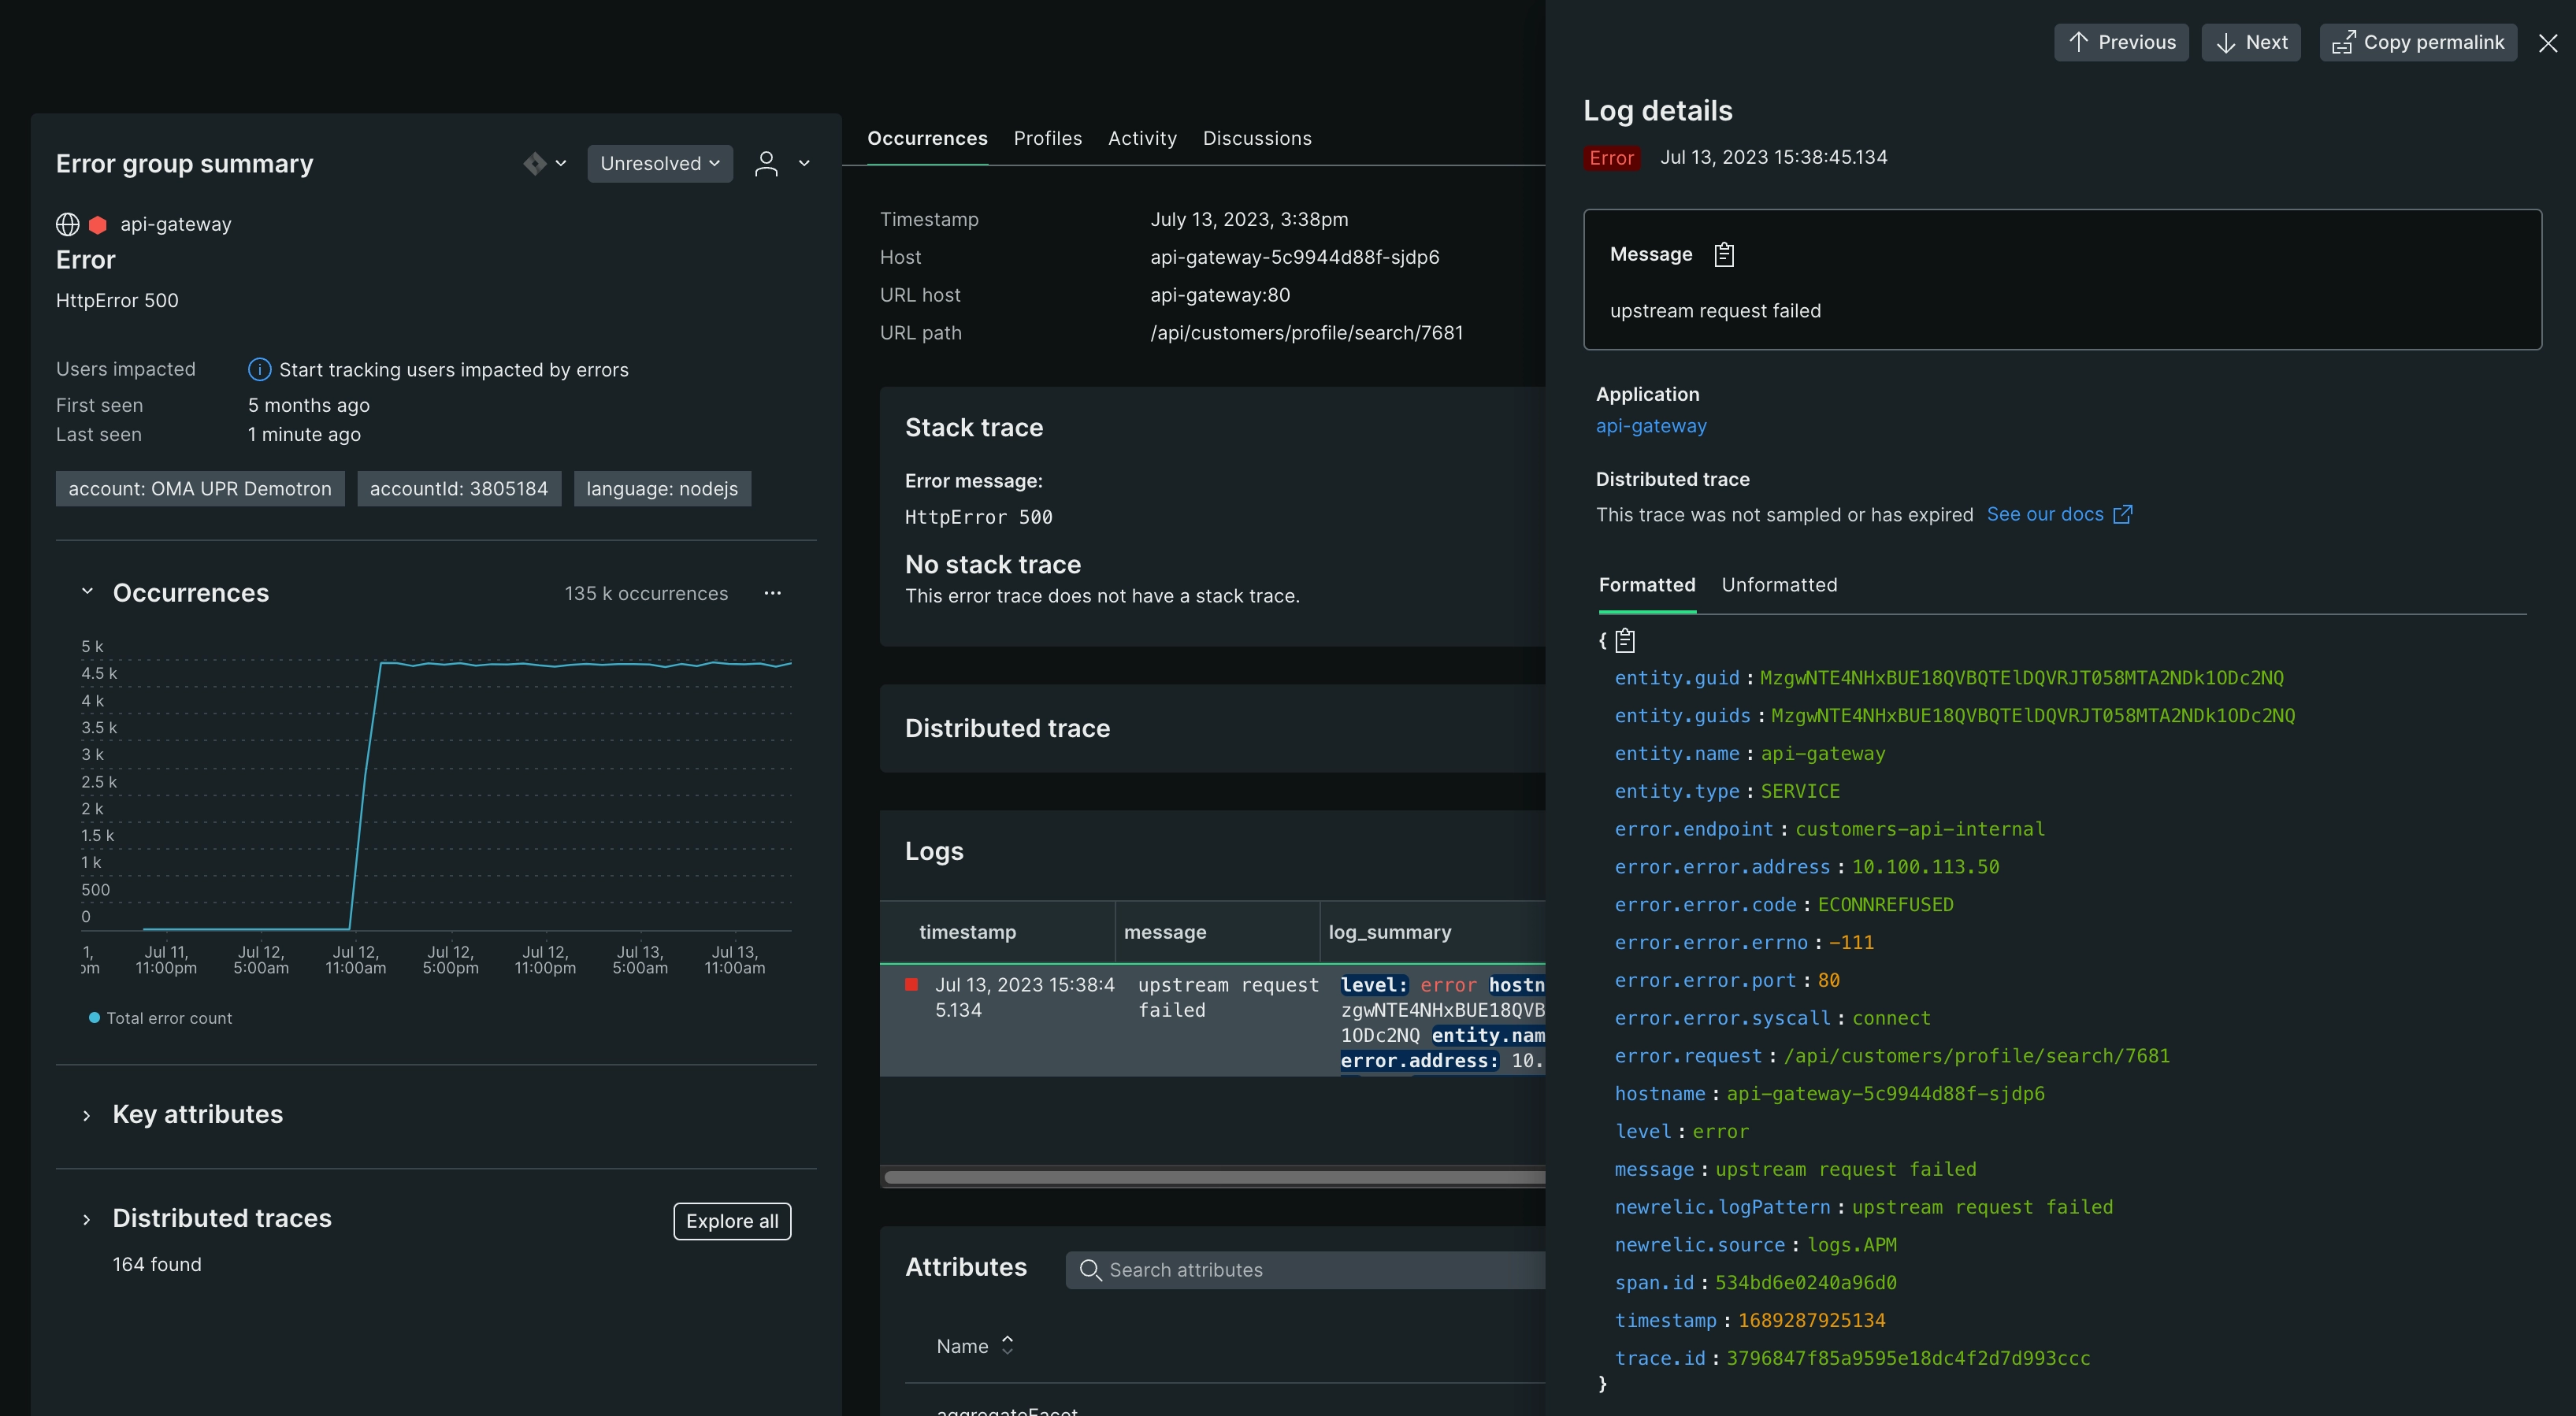 Previous
Next
Copy permalink
Error group summary
Unresolved
api-gateway
Error
HttpError 500
Users impacted
Start tracking users impacted by errors
First seen
5 months ago
Last seen
1 minute ago
account: OMA UPR Demotron
accountId: 3805184
language: nodejs
Occurrences
135 k occurrences
5 k
4.5 k
4 k
3.5 k
3 k
2.5 k
2 k
1.5 k
1 k
500
0
1,
pm
Jul 11,
11:00pm
Jul 12,
5:00am
Jul 12,
11:00am
Jul 12,
5:00pm
Jul 12,
11:00pm
Jul 13,
5:00am
Jul 13,
11:00am
Total error count
Key attributes
Distributed traces
Explore all
164 found
Occurrences
Profiles
Activity
Discussions
Timestamp
July 13, 2023, 3:38pm
Host
api-gateway-5c9944d88f-sjdp6
URL host
api-gateway:80
URL path
/api/customers/profile/search/7681
Stack trace
Error message:
HttpError 500
No stack trace
This error trace does not have a stack trace.
Distributed trace
Logs
timestamp
message
log_summary
Jul 13, 2023 15:38:4
5.134
upstream request
failed
level: error hostn
zgwNTE4NHxBUE18QVB
1ODc2NQ entity.nam
error.address: 10.
Attributes
Search attributes
Name
Log details
Error
Jul 13, 2023 15:38:45.134
Message
upstream request failed
Application
api-gateway
Distributed trace
This trace was not sampled or has expired See our docs
Formatted
Unformatted
{
entity.guid : MzgwNTE4NHxBUE18QVBQTElDQVRJT058MTA2NDk1ODc2NQ
entity.guids : MzgwNTE4NHxBUE18QVBQTElDQVRJT058MTA2NDk1ODc2NQ
entity.name : api-gateway
entity.type : SERVICE
error.endpoint : customers-api-internal
error.error.address : 10.100.113.50
error.error.code : ECONNREFUSED
error.error.errno : -111
error.error.port : 80
error.error.syscall : connect
error.request : /api/customers/profile/search/7681
hostname : api-gateway-5c9944d88f-sjdp6
level : error
message : upstream request failed
newrelic.logPattern : upstream request failed
newrelic.source : logs.APM
span.id : 534bd6e0240a96d0
timestamp : 1689287925134
trace.id : 3796847f85a9595e18dc4f2d7d993ccc
}